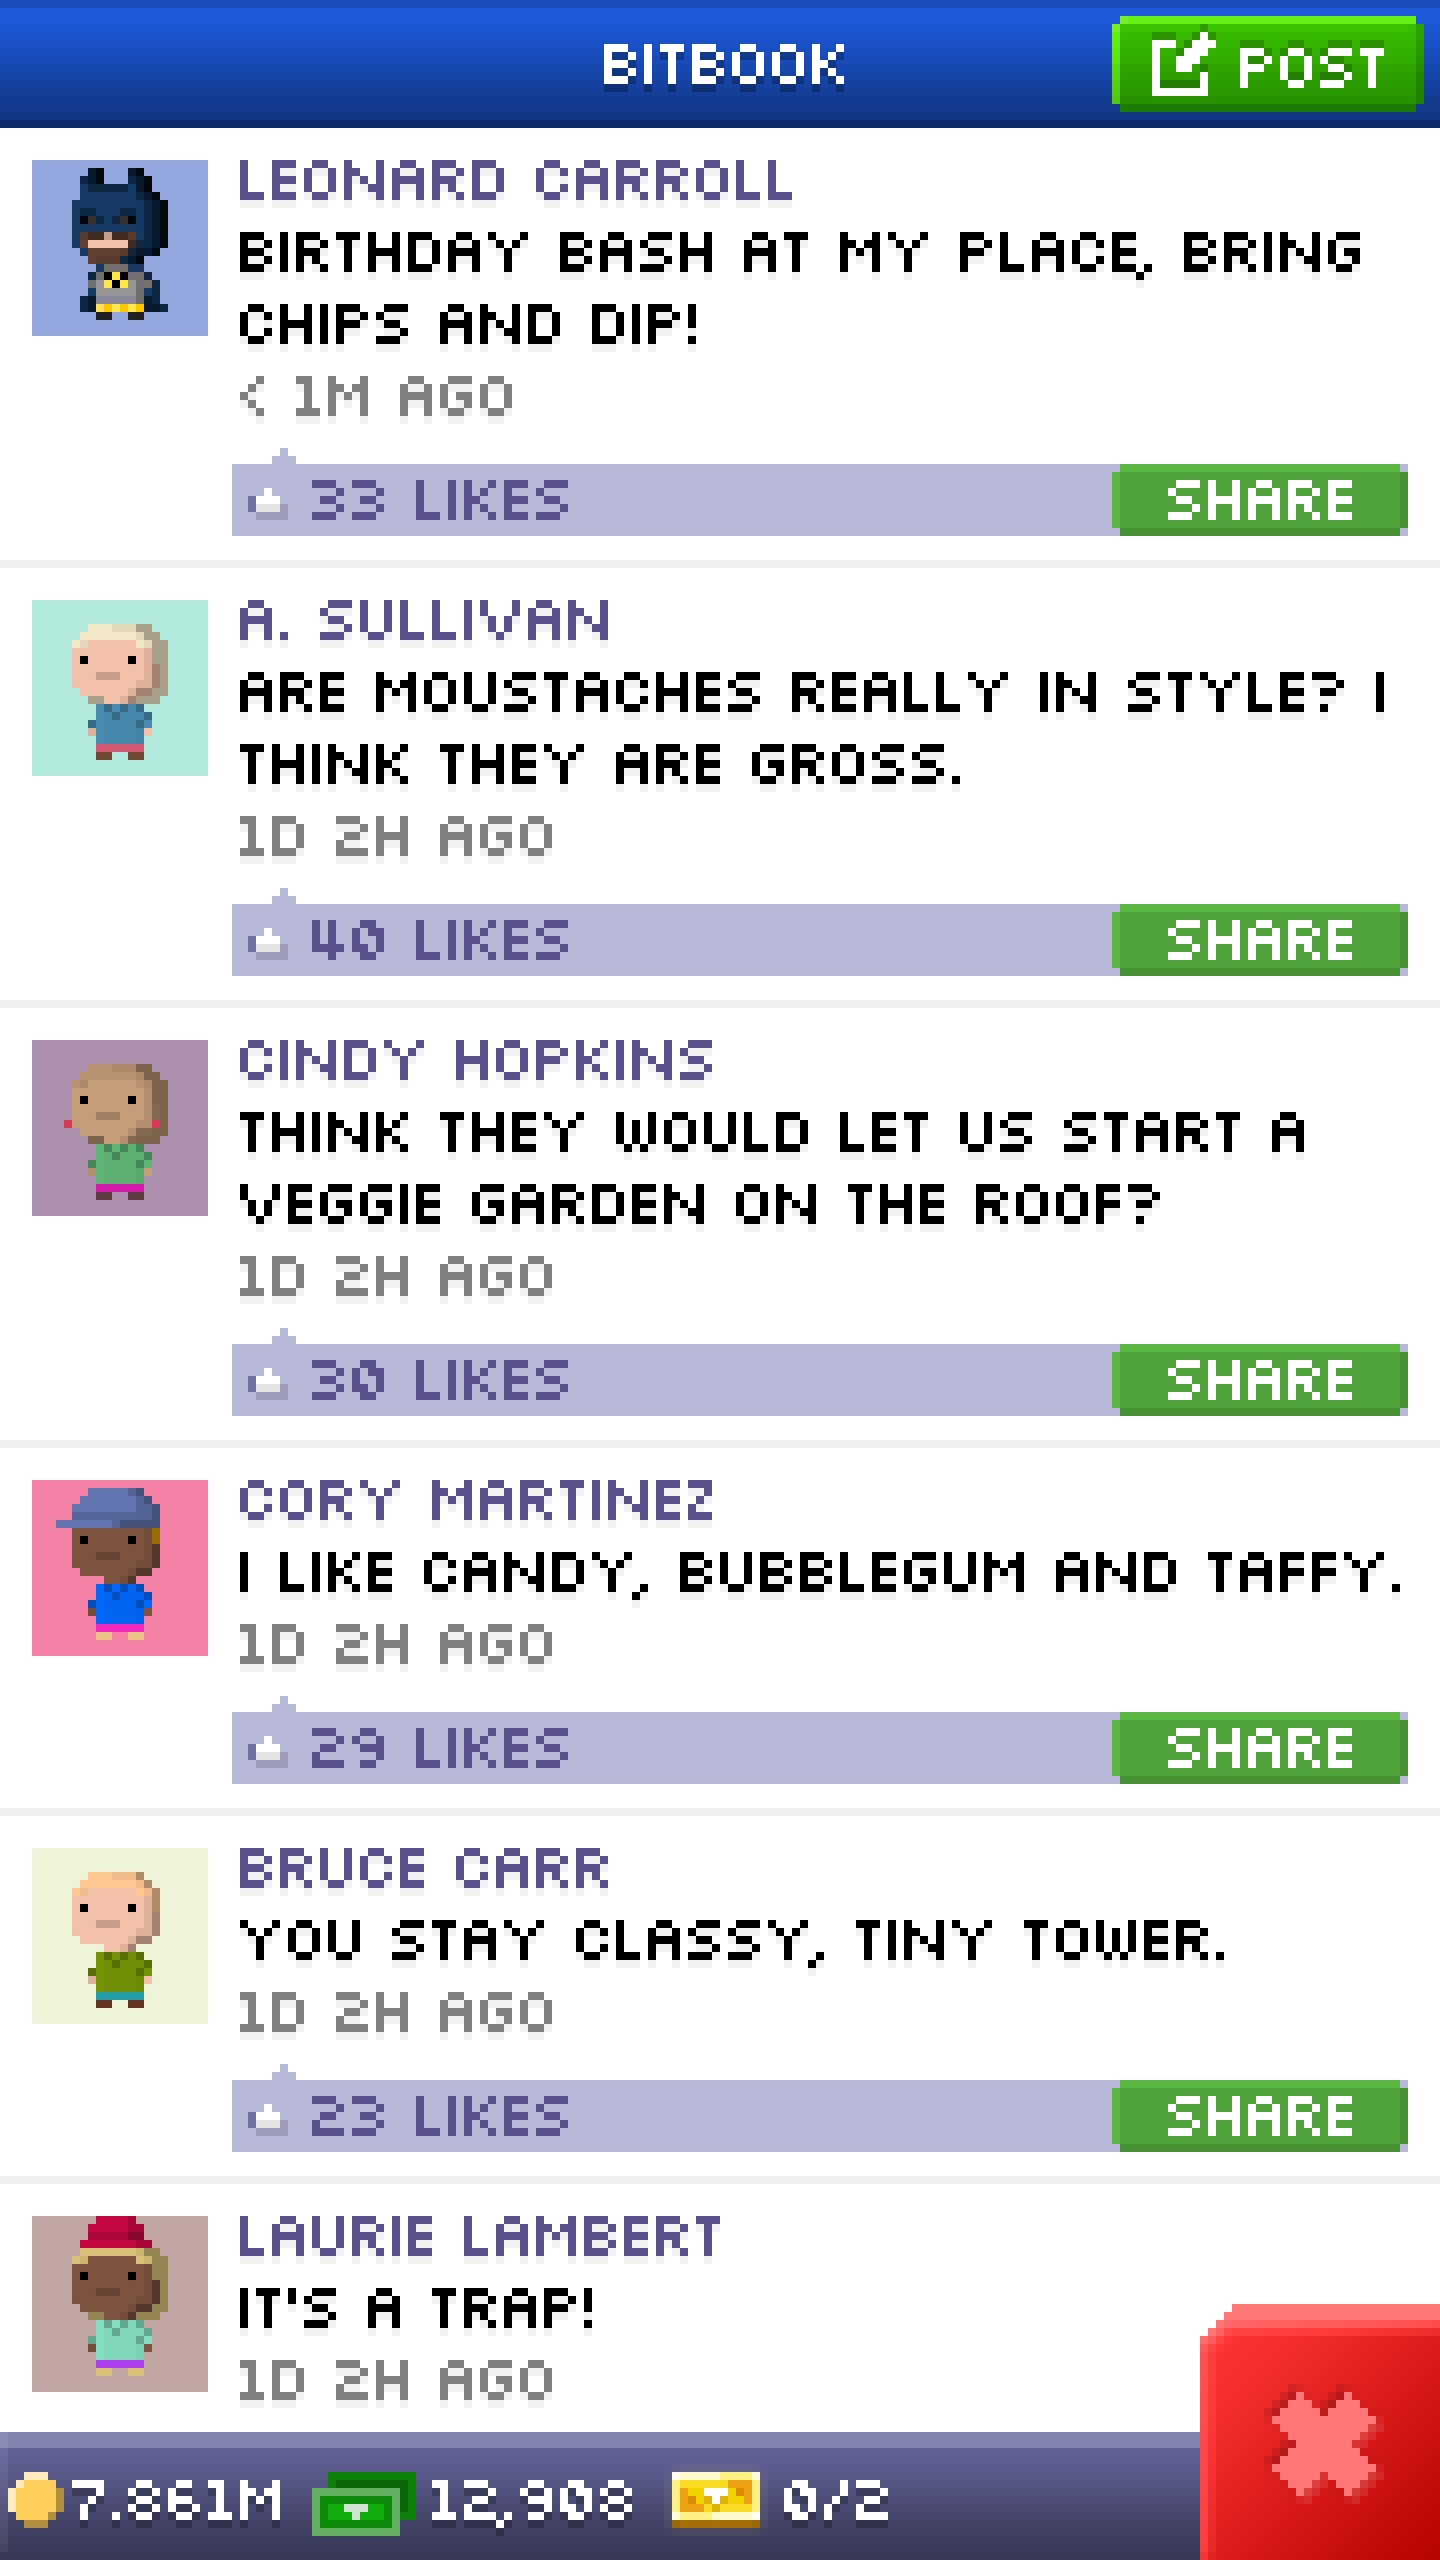 BITBOOK
POST
LEONARD CARROLL
BIRTHDAY BASH AT MY PLACE, BRING
CHIPS AND DIP!
< 1M AGO
33 LIKES
SHARE
A. SULLIVAN
ARE MOUSTACHES REALLY IN STYLE? I
THINK THEY ARE GROSS.
1D 2H AGO
40 LIKES
SHARE
CINDY HOPKINS
THINK THEY WOULD LET US START A
VEGGIE GARDEN ON THE ROOF?
1D 2H AGO
30 LIKES
SHARE
CORY MARTINEZ
I LIKE CANDY, BUBBLEGUM AND TAFFY.
1D 2H AGO
29 LIKES
SHARE
BRUCE CARR
YOU STAY CLASSY, TINY TOWER.
1D 2H AGO
23 LIKES
SHARE
LAURIE LAMBERT
IT'S A TRAP!
1D 2H AGO
7.861M 12,908 0/2